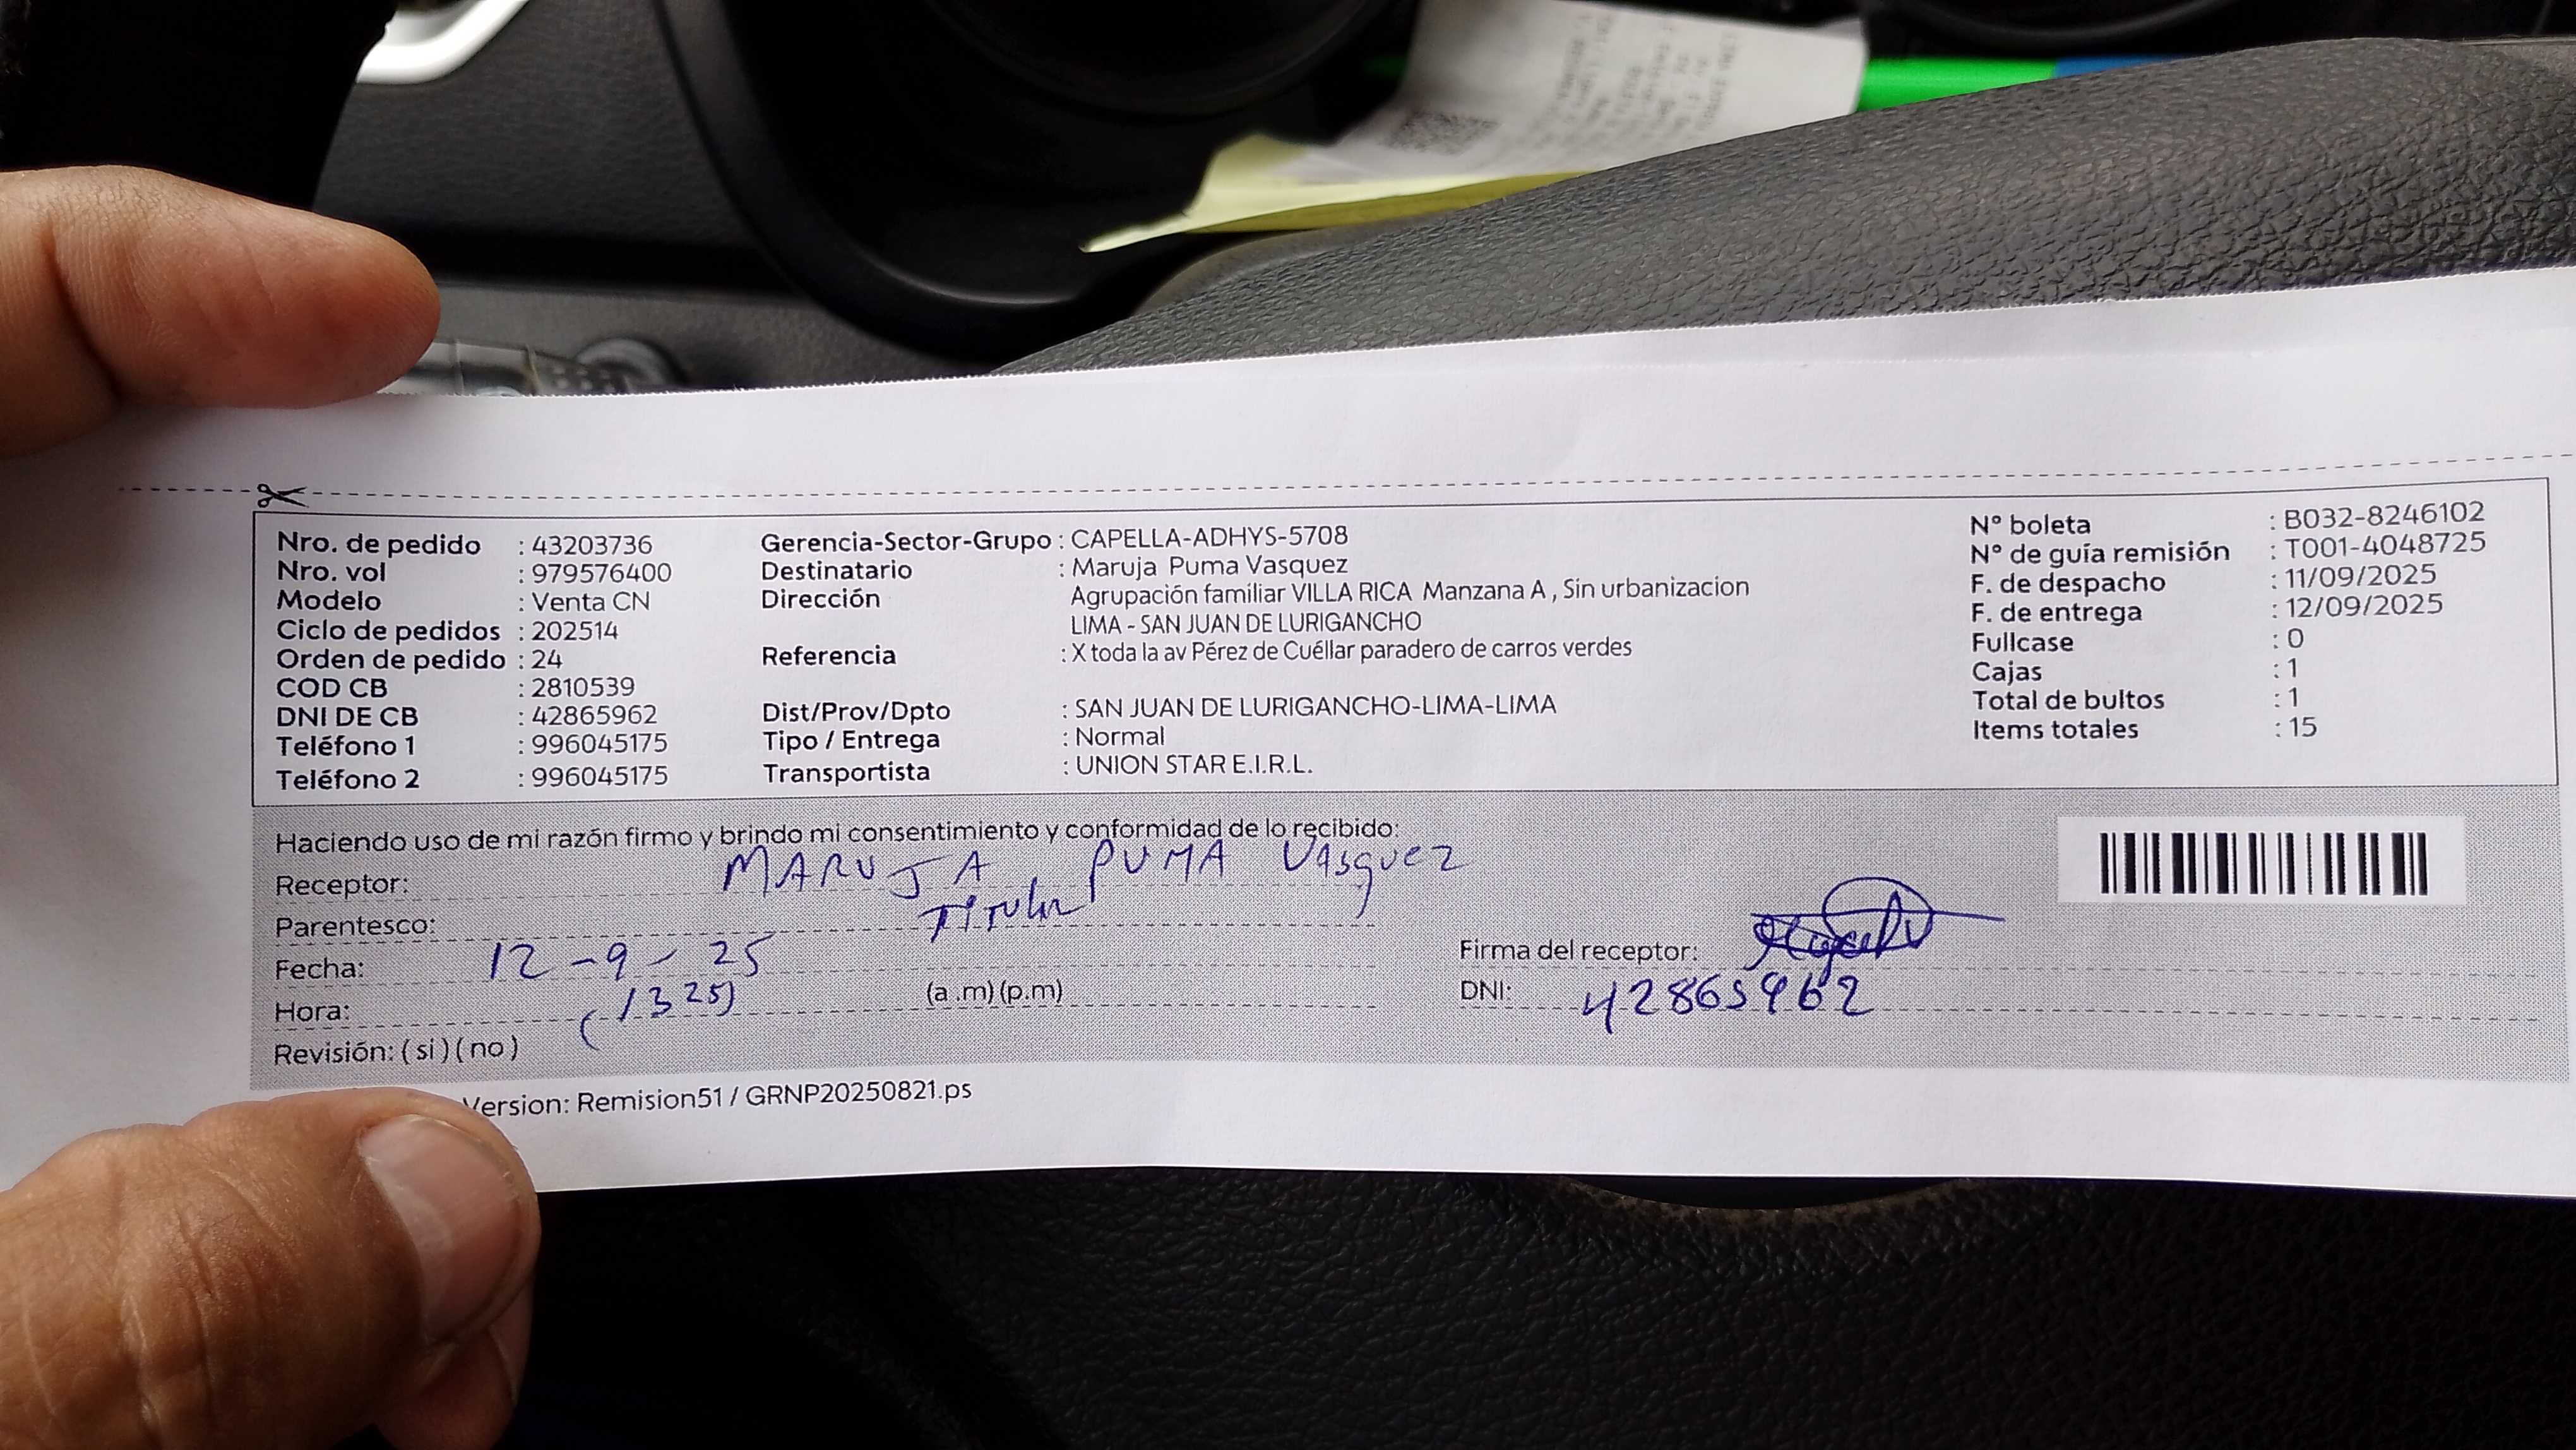 Nro. de pedido : 43203736
Nro. vol : 979576400
Modelo : Venta CN
Ciclo de pedidos : 202514
Orden de pedido : 24
COD CB : 2810539
DNI DE CB : 42865962
Teléfono 1 : 996045175
Teléfono 2 : 996045175
Gerencia-Sector-Grupo : CAPELLA-ADHYS-5708
Destinatario : Maruja Puma Vasquez
Dirección Agrupación familiar VILLA RICA Manzana A , Sin urbanizacion
LIMA - SAN JUAN DE LURIGANCHO
Referencia : X toda la av Pérez de Cuéllar paradero de carros verdes
Dist/Prov/Dpto : SAN JUAN DE LURIGANCHO-LIMA-LIMA
Tipo / Entrega : Normal
Transportista : UNION STAR E.I.R.L.
N° boleta : B032-8246102
N° de guía remisión : T001-4048725
F. de despacho : 11/09/2025
F. de entrega : 12/09/2025
Fullcase : 0
Cajas : 1
Total de bultos : 1
Items totales : 15
Haciendo uso de mi razón firmo y brindo mi consentimiento y conformidad de lo recibido:
Receptor: MARUJA PUMA VASquez
Parentesco: TiTular
Fecha: 12-9-25
Hora: (1325) (a .m) (p.m)
Revisión: ( si ) ( no )
Firma del receptor:
DNI: 42865962
Version: Remision51 / GRNP20250821.ps